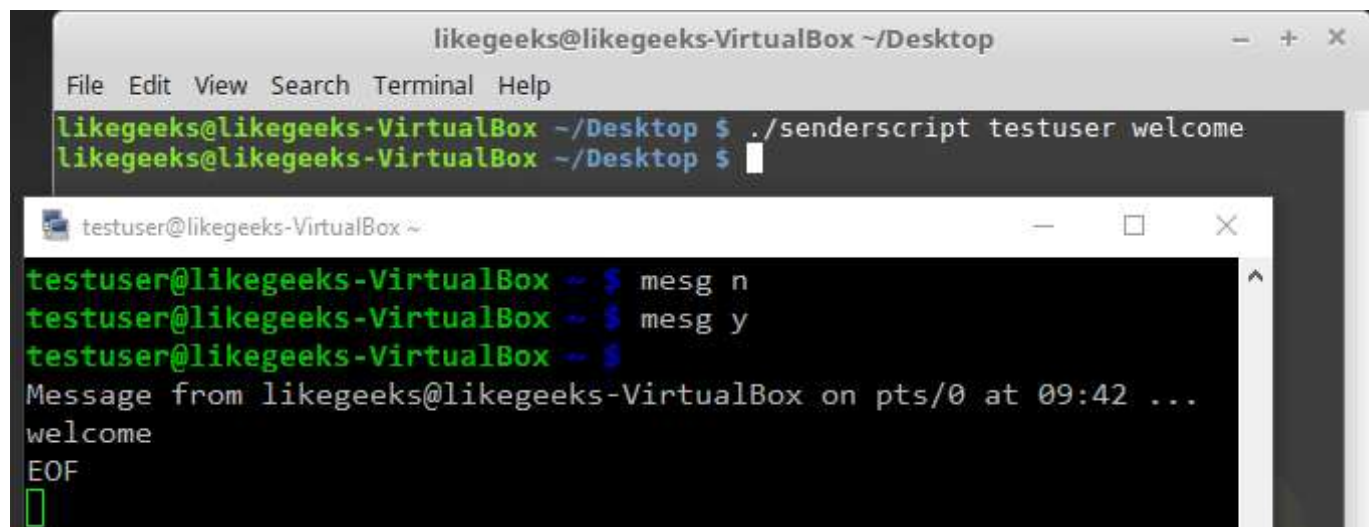 likegeeks@likegeeks-VirtualBox ~/Desktop
File Edit View Search Terminal Help
likegeeks@likegeeks-VirtualBox ~/Desktop $ ./senderscript testuser welcome
likegeeks@likegeeks-VirtualBox ~/Desktop $
testuser@likegeeks-VirtualBox ~
testuser@likegeeks-VirtualBox ~ $ mesg n
testuser@likegeeks-VirtualBox ~ $ mesg y
testuser@likegeeks-VirtualBox ~ $
Message from likegeeks@likegeeks-VirtualBox on pts/0 at 09:42 ...
welcome
EOF